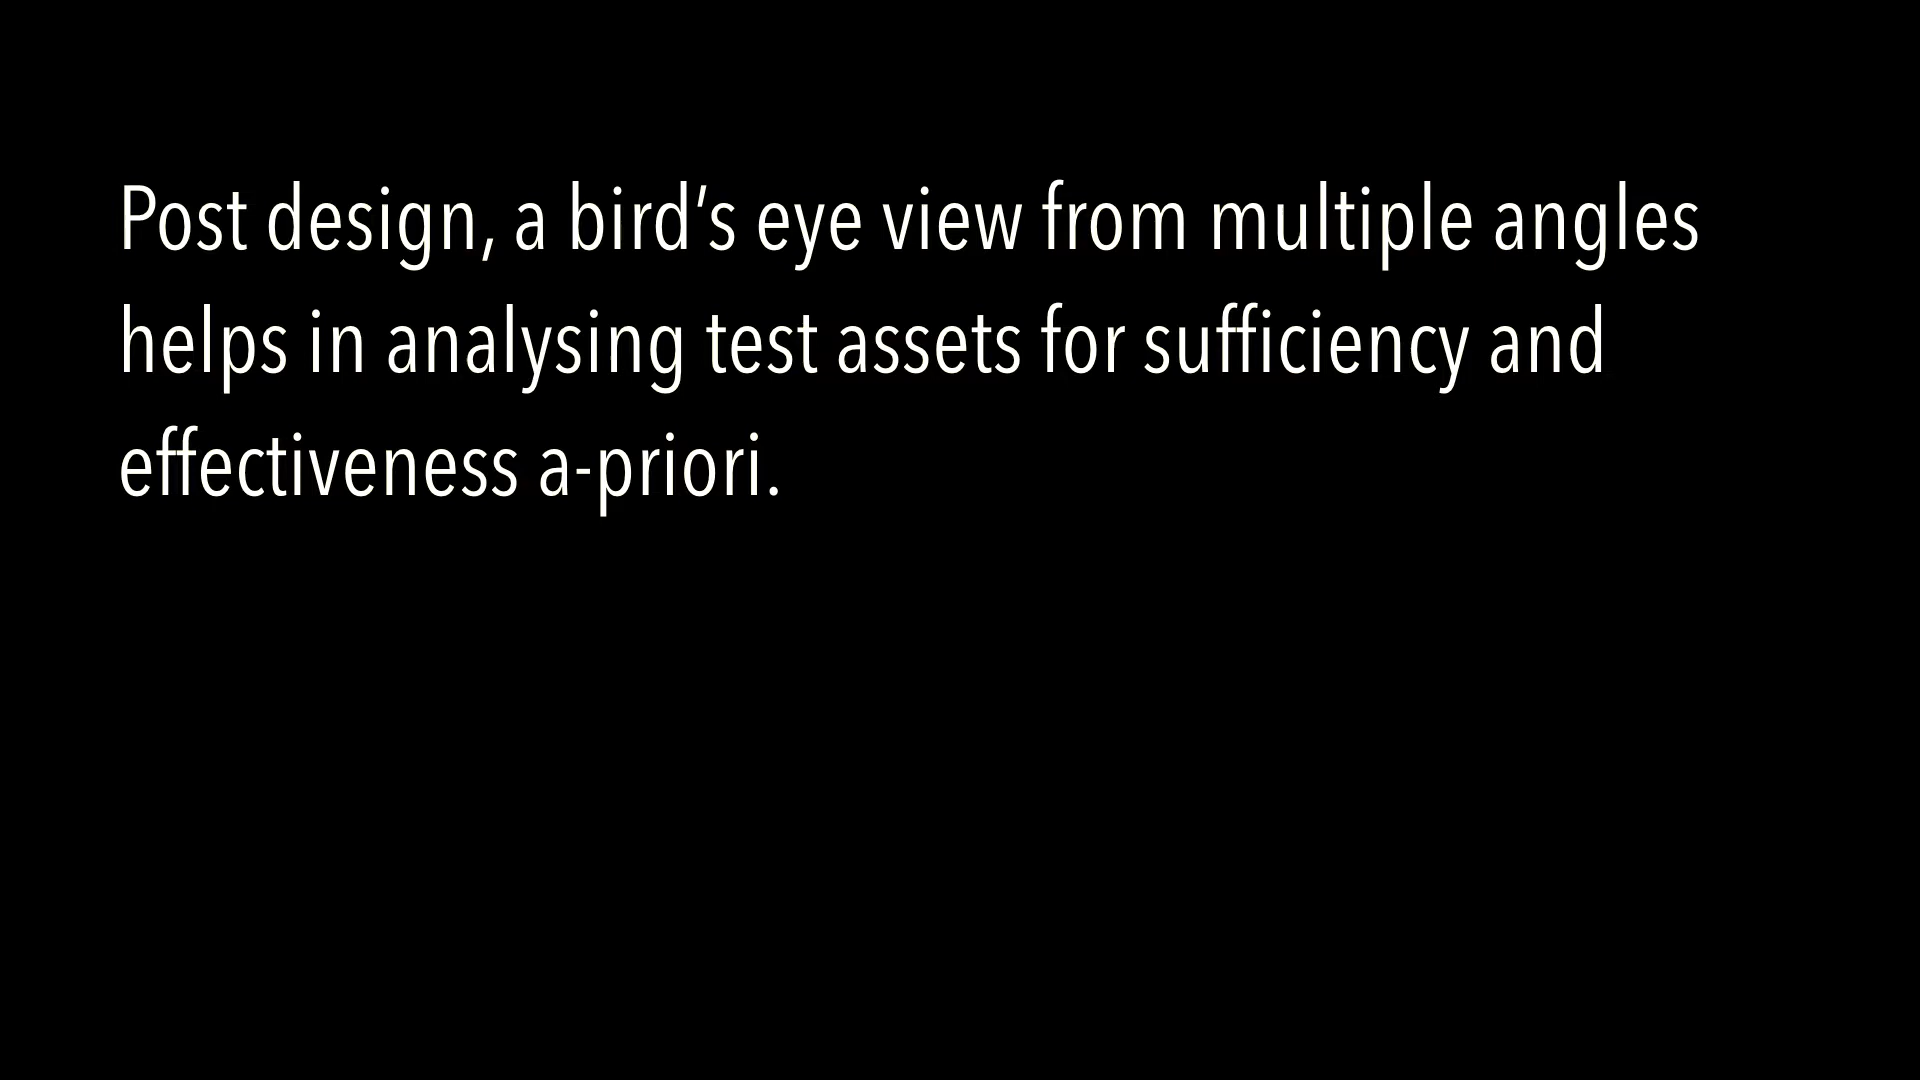 Post design, a bird‘s eye view from multiple angles
helps in analysing test assets for sufficiency and
effectiveness a-priori.